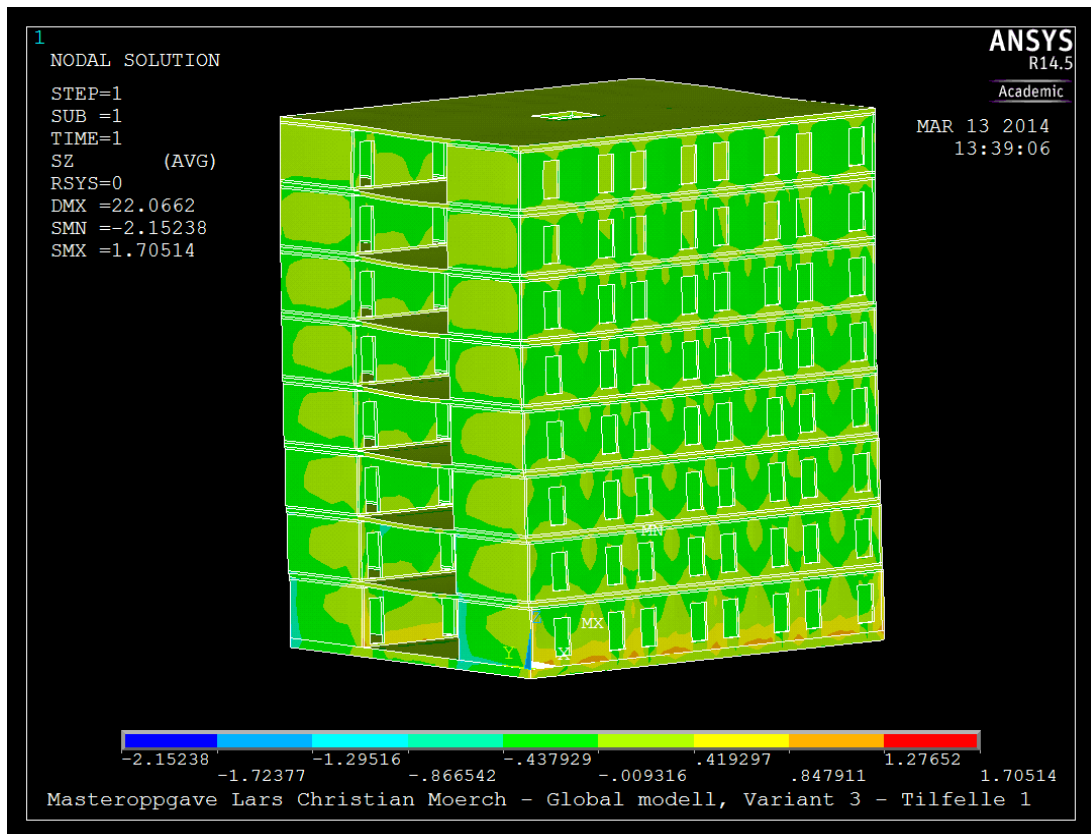 1
NODAL SOLUTION
STEP=1
SUB =1
TIME=1
SZ (AVG)
RSYS=0
DMX =22.0662
SMN =-2.15238
SMX =1.70514
ANSYS
R14.5
Academic
MAR 13 2014
13:39:06
MN
MX
Z
Y
X
-2.15238 -1.29516 -.437929 .419297 1.27652
-1.72377 -.866542 -.009316 .847911 1.70514
Masteroppgave Lars Christian Moerch - Global modell, Variant 3 - Tilfelle 1